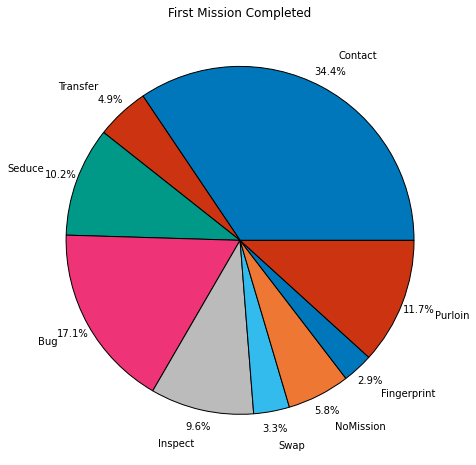 First Mission Completed
Contact
34.4%
Transfer
4.9%
Seduce
10.2%
Bug
17.1%
Inspect
9.6%
Swap
3.3%
NoMission
5.8%
Fingerprint
2.9%
Purloin
11.7%